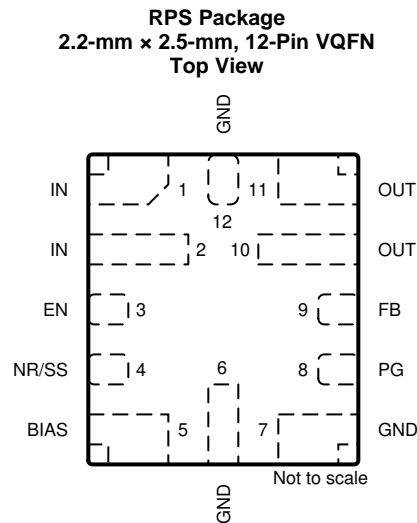 RPS Package
2.2-mm × 2.5-mm, 12-Pin VQFN
Top View
GND
IN 1 11 OUT
12
IN 2 10 OUT
EN 3 9 FB
NR/SS 4 6 8 PG
BIAS 5 7 GND
Not to scale
GND